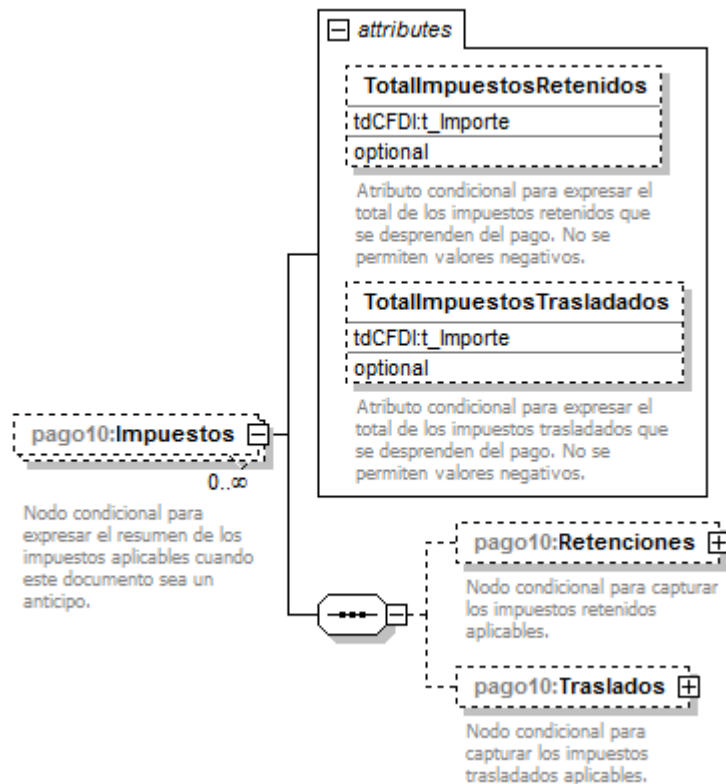 attributes
TotalImpuestosRetenidos
tdCFDI:t_Importe
optional
Atributo condicional para expresar el
total de los impuestos retenidos que
se desprenden del pago. No se
permiten valores negativos.
TotalImpuestosTrasladados
tdCFDI:t_Importe
optional
Atributo condicional para expresar el
total de los impuestos trasladados que
se desprenden del pago. No se
permiten valores negativos.
pago10:Impuestos
0..∞
Nodo condicional para
expresar el resumen de los
impuestos aplicables cuando
este documento sea un
anticipo.
pago10:Retenciones
Nodo condicional para capturar
los impuestos retenidos
aplicables.
pago10:Traslados
Nodo condicional para
capturar los impuestos
trasladados aplicables.